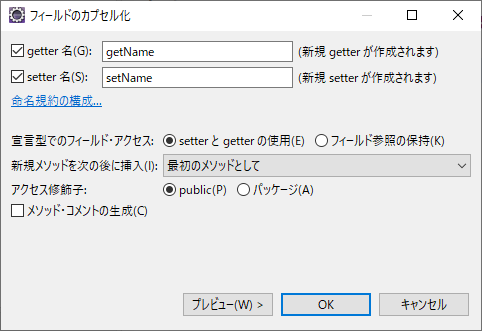 フィールドのカプセル化
getter 名(G): getName (新規 getter が作成されます)
setter 名(S): setName (新規 setter が作成されます)
命名規約の構成...
宣言型でのフィールド・アクセス: setter と getter の使用(E) フィールド参照の保持(K)
新規メソッドを次の後に挿入(I): 最初のメソッドとして
アクセス修飾子: public(P) パッケージ(A)
メソッド・コメントの生成(C)
プレビュー(W) > OK キャンセル